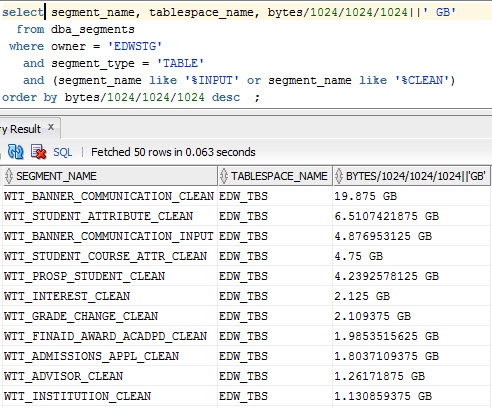 select segment_name, tablespace_name, bytes/1024/1024/1024||' GB'
from dba_segments
where owner = 'EDWSTG'
and segment_type = 'TABLE'
and (segment_name like '%INPUT' or segment_name like '%CLEAN')
order by bytes/1024/1024/1024 desc ;
ery Result x
SQL | Fetched 50 rows in 0.063 seconds
SEGMENT_NAME TABLESPACE_NAME BYTES/1024/1024/1024||'GB'
WTT_BANNER_COMMUNICATION_CLEAN EDW_TBS 19.875 GB
WTT_STUDENT_ATTRIBUTE_CLEAN EDW_TBS 6.5107421875 GB
WTT_BANNER_COMMUNICATION_INPUT EDW_TBS 4.876953125 GB
WTT_STUDENT_COURSE_ATTR_CLEAN EDW_TBS 4.75 GB
WTT_PROSP_STUDENT_CLEAN EDW_TBS 4.2392578125 GB
WTT_INTEREST_CLEAN EDW_TBS 2.125 GB
WTT_GRADE_CHANGE_CLEAN EDW_TBS 2.109375 GB
WTT_FINAID_AWARD_ACADPD_CLEAN EDW_TBS 1.9853515625 GB
WTT_ADMISSIONS_APPL_CLEAN EDW_TBS 1.8037109375 GB
WTT_ADVISOR_CLEAN EDW_TBS 1.26171875 GB
WTT_INSTITUTION_CLEAN EDW_TBS 1.130859375 GB